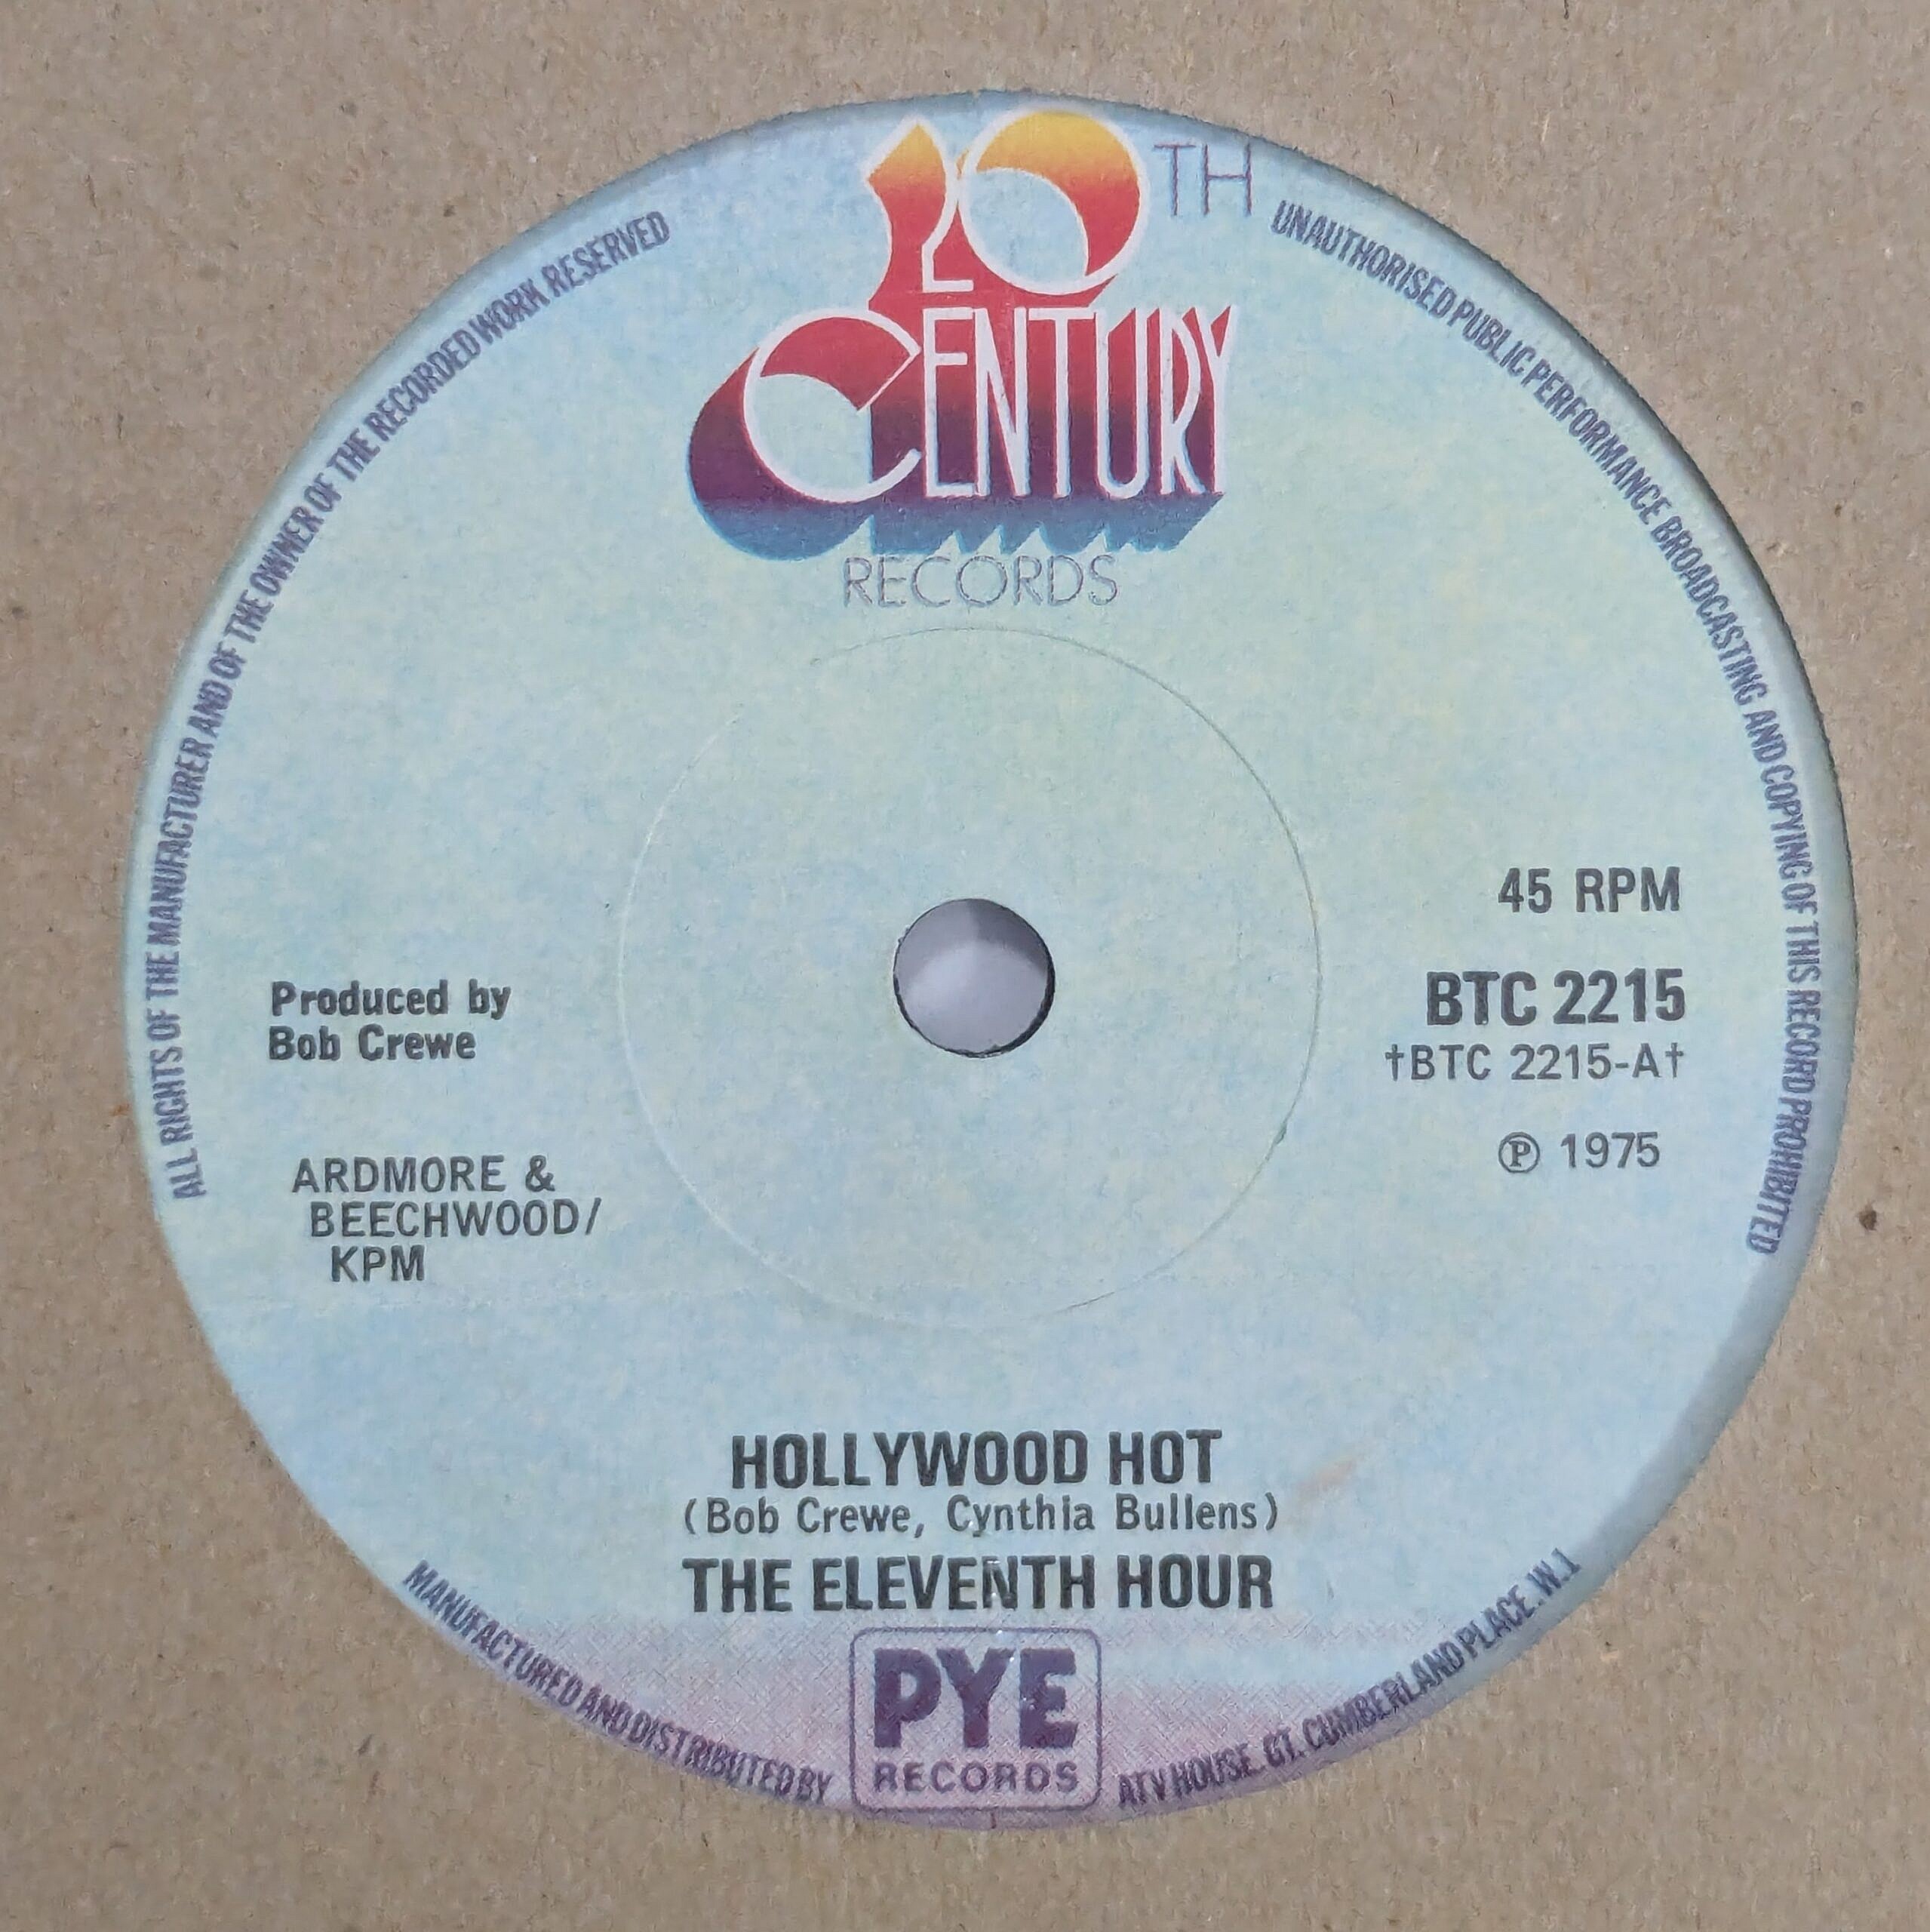 20TH
CENTURY
RECORDS
ALL RIGHTS OF THE MANUFACTURER AND OF THE OWNER OF THE RECORDED WORK RESERVED
UNAUTHORISED PUBLIC PERFORMANCE BROADCASTING AND COPYING OF THIS RECORD PROHIBITED
Produced by
Bob Crewe
ARDMORE &
BEECHWOOD/
KPM
45 RPM
BTC 2215
†BTC 2215-A†
℗ 1975
HOLLYWOOD HOT
(Bob Crewe, Cynthia Bullens)
THE ELEVENTH HOUR
MANUFACTURED AND DISTRIBUTED BY
PYE
RECORDS
ATV HOUSE. GT. CUMBERLAND PLACE. W.1